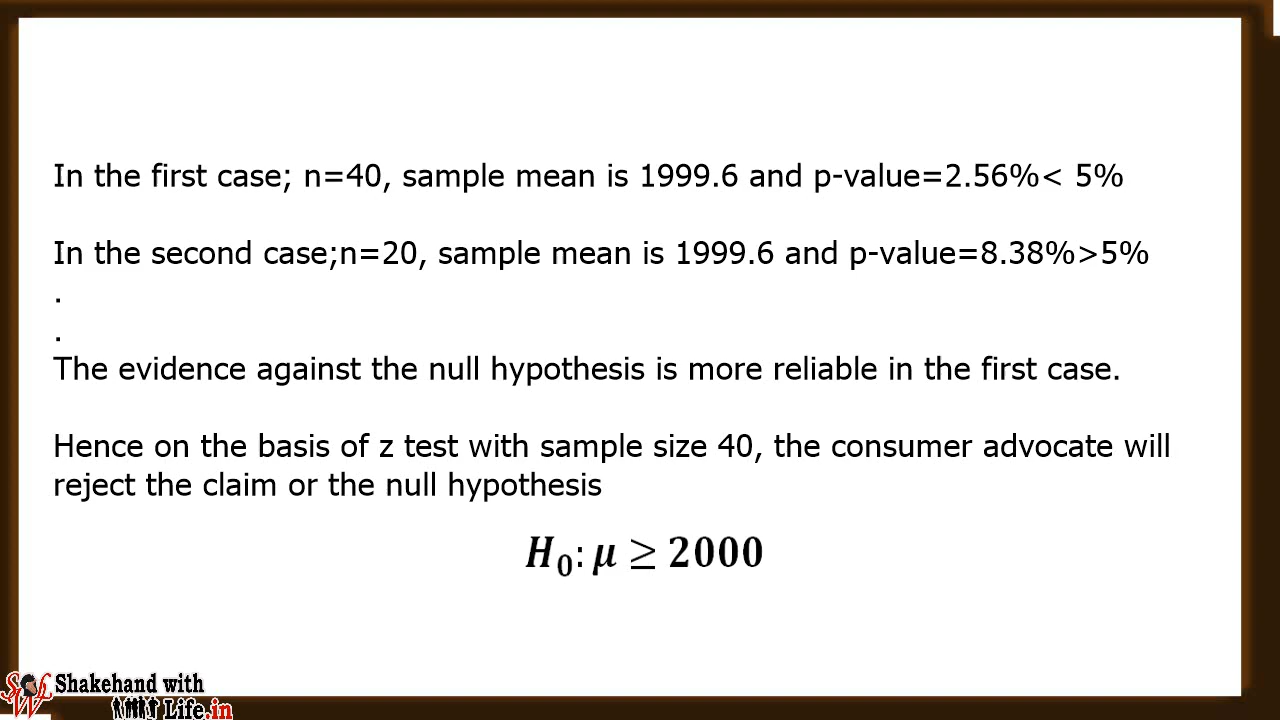 In the first case; n=40, sample mean is 1999.6 and p-value=2.56%< 5%
In the second case;n=20, sample mean is 1999.6 and p-value=8.38%>5%
.
.
The evidence against the null hypothesis is more reliable in the first case.
Hence on the basis of z test with sample size 40, the consumer advocate will
reject the claim or the null hypothesis
H₀: μ ≥ 2000
SWL
Shakehand with
Life.in